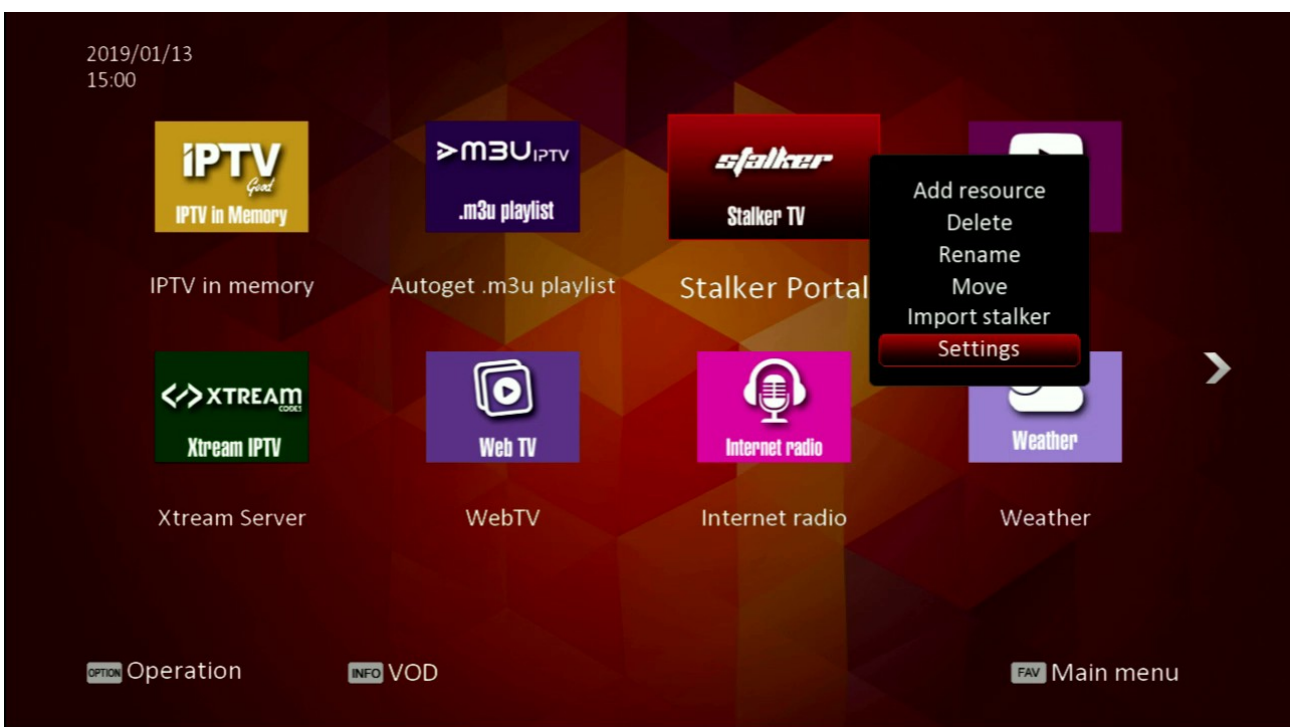 2019/01/13
15:00
iPTV
Good
IPTV in Memory
IPTV in memory
>m3U IPTV
.m3u playlist
Autoget .m3u playlist
stalker
Stalker TV
Stalker Portal
Add resource
Delete
Rename
Move
Import stalker
Settings
XTREAM
CODES
Xtream IPTV
Xtream Server
Web TV
WebTV
Internet radio
Internet radio
Weather
Weather
OPTION Operation
INFO VOD
FAV Main menu